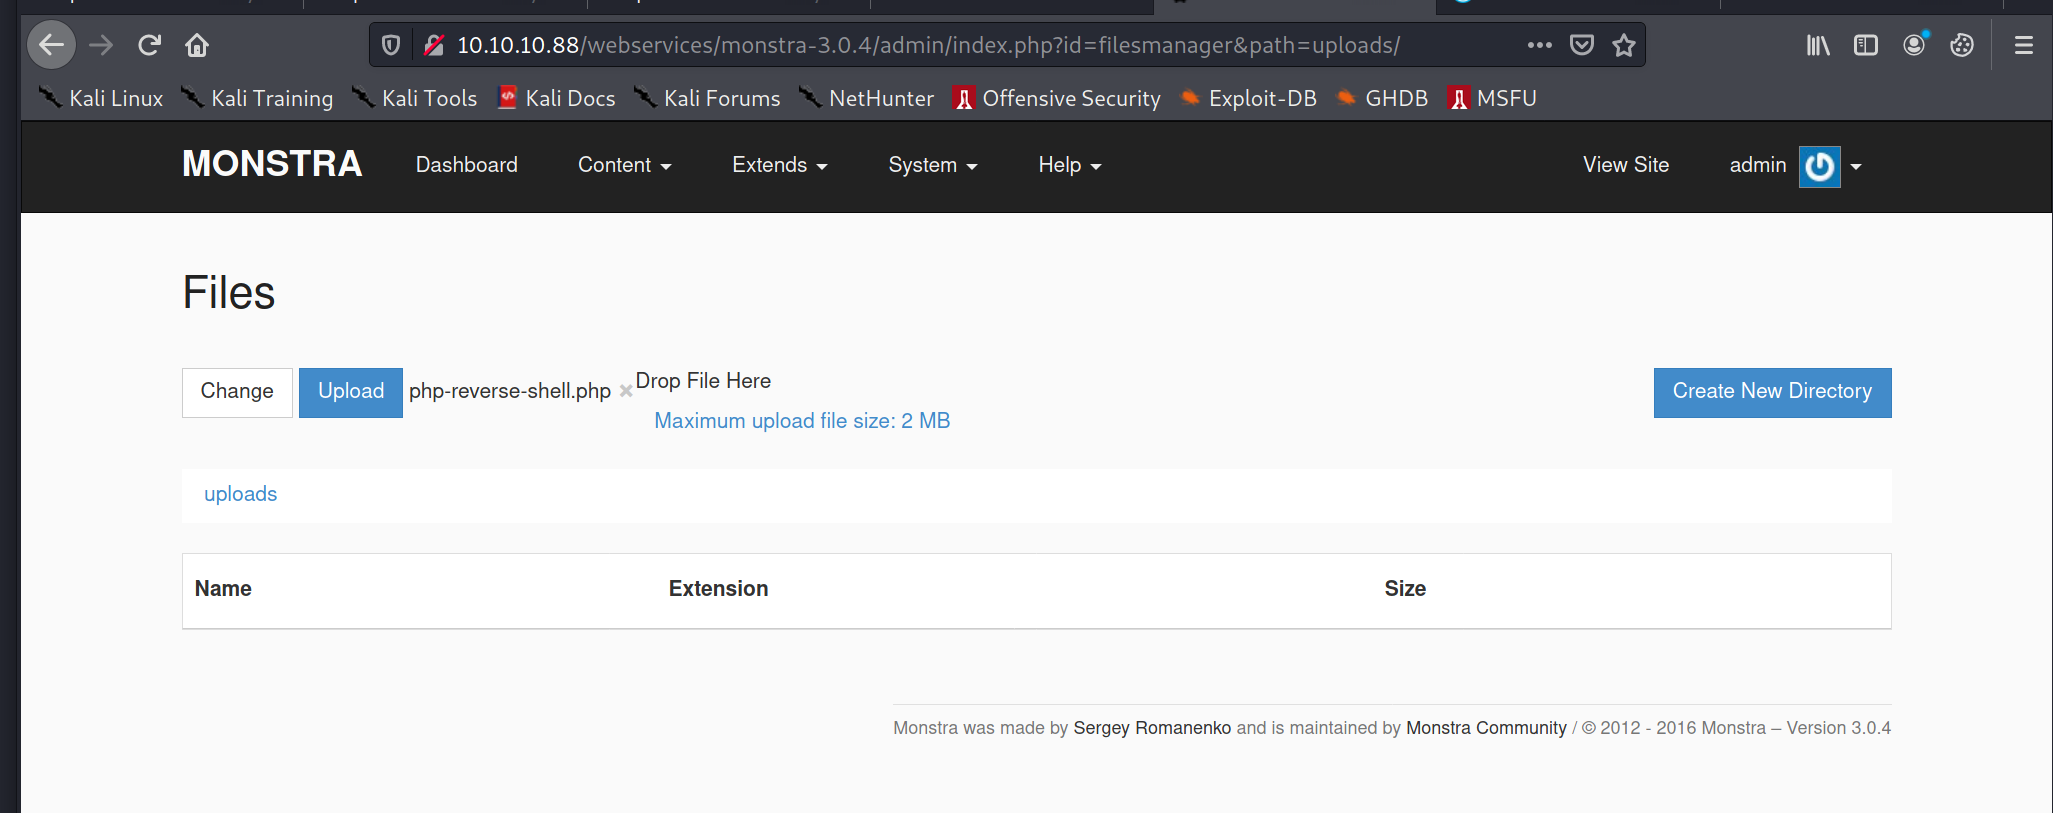 10.10.10.88/webservices/monstra-3.0.4/admin/index.php?id=filesmanager&path=uploads/
Kali Linux Kali Training Kali Tools Kali Docs Kali Forums NetHunter Offensive Security Exploit-DB GHDB MSFU
MONSTRA Dashboard Content Extends System Help View Site admin
Files
Change Upload php-reverse-shell.php × Drop File Here Create New Directory
Maximum upload file size: 2 MB
uploads
Name Extension Size
Monstra was made by Sergey Romanenko and is maintained by Monstra Community / © 2012 - 2016 Monstra – Version 3.0.4